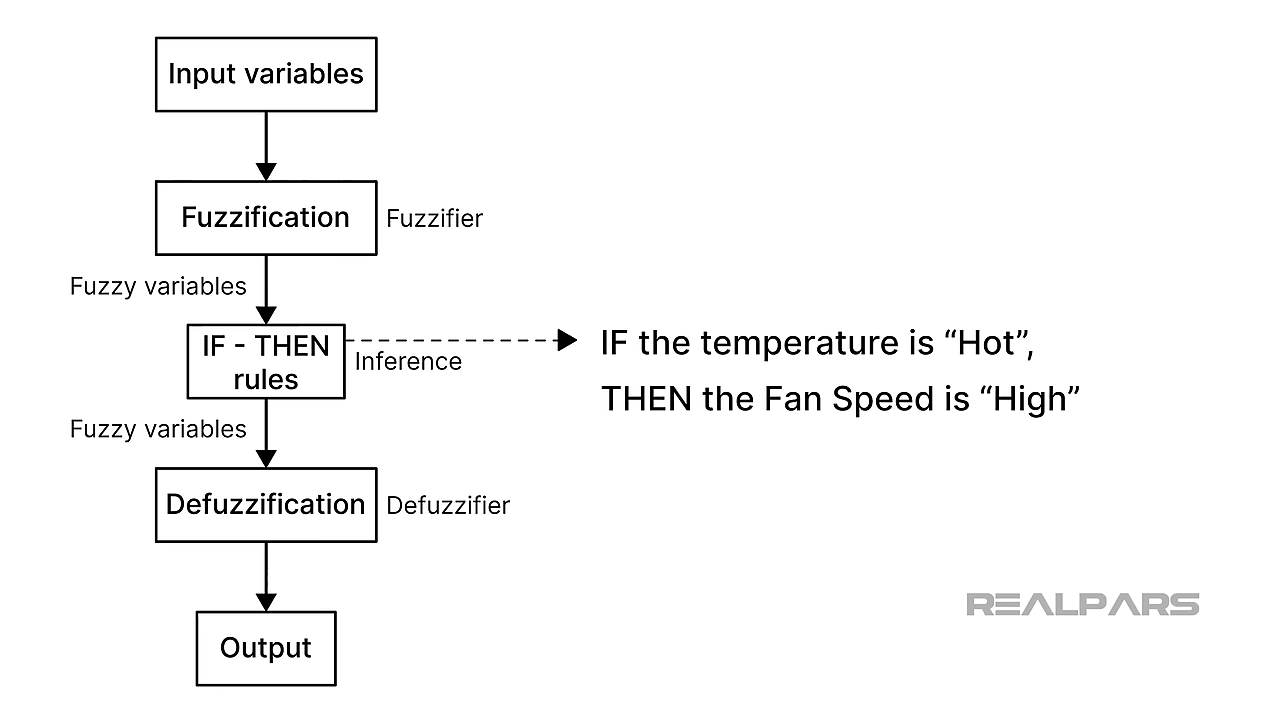 Input variables
Fuzzification
Fuzzifier
Fuzzy variables
IF - THEN
rules
Inference
IF the temperature is “Hot”,
THEN the Fan Speed is “High”
Fuzzy variables
Defuzzification
Defuzzifier
Output
REALPARS